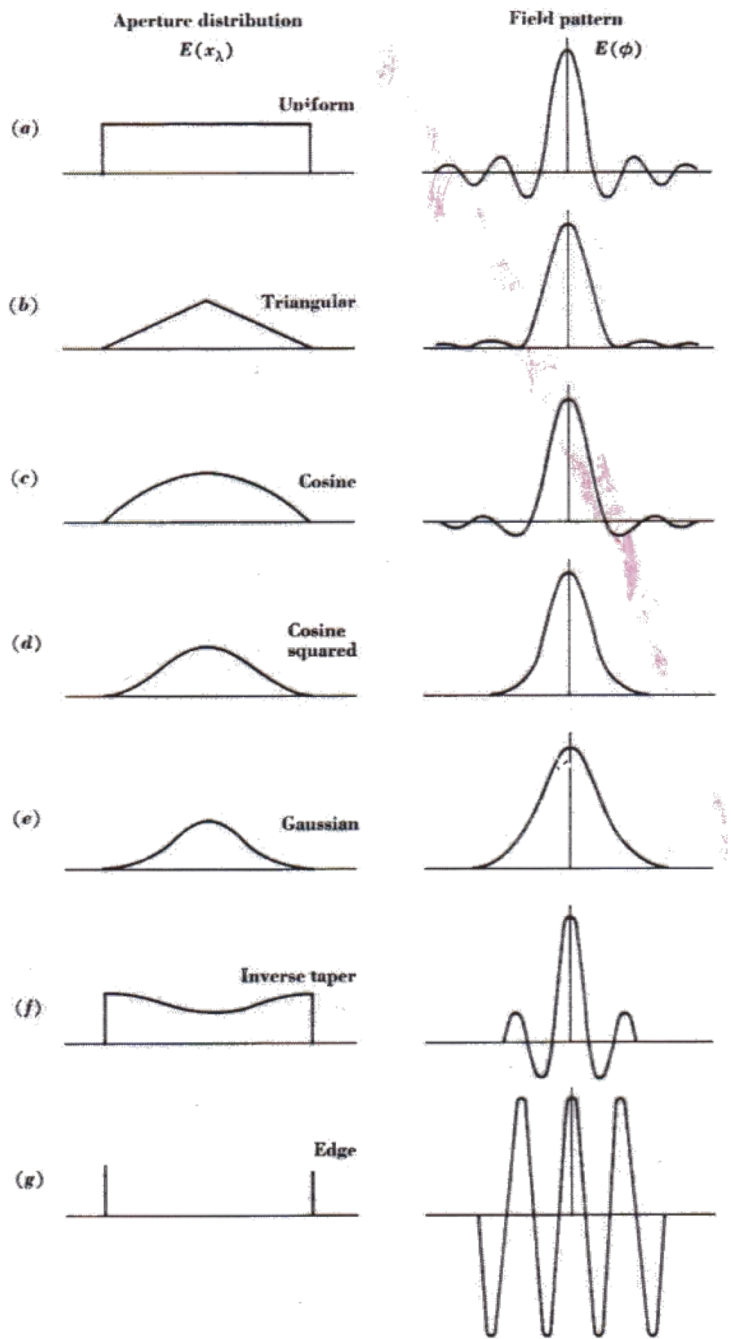 Aperture distribution
E(xλ)
Field pattern
E(ϕ)
(a)
Uniform
(b)
Triangular
(c)
Cosine
(d)
Cosine
squared
(e)
Gaussian
(f)
Inverse taper
(g)
Edge